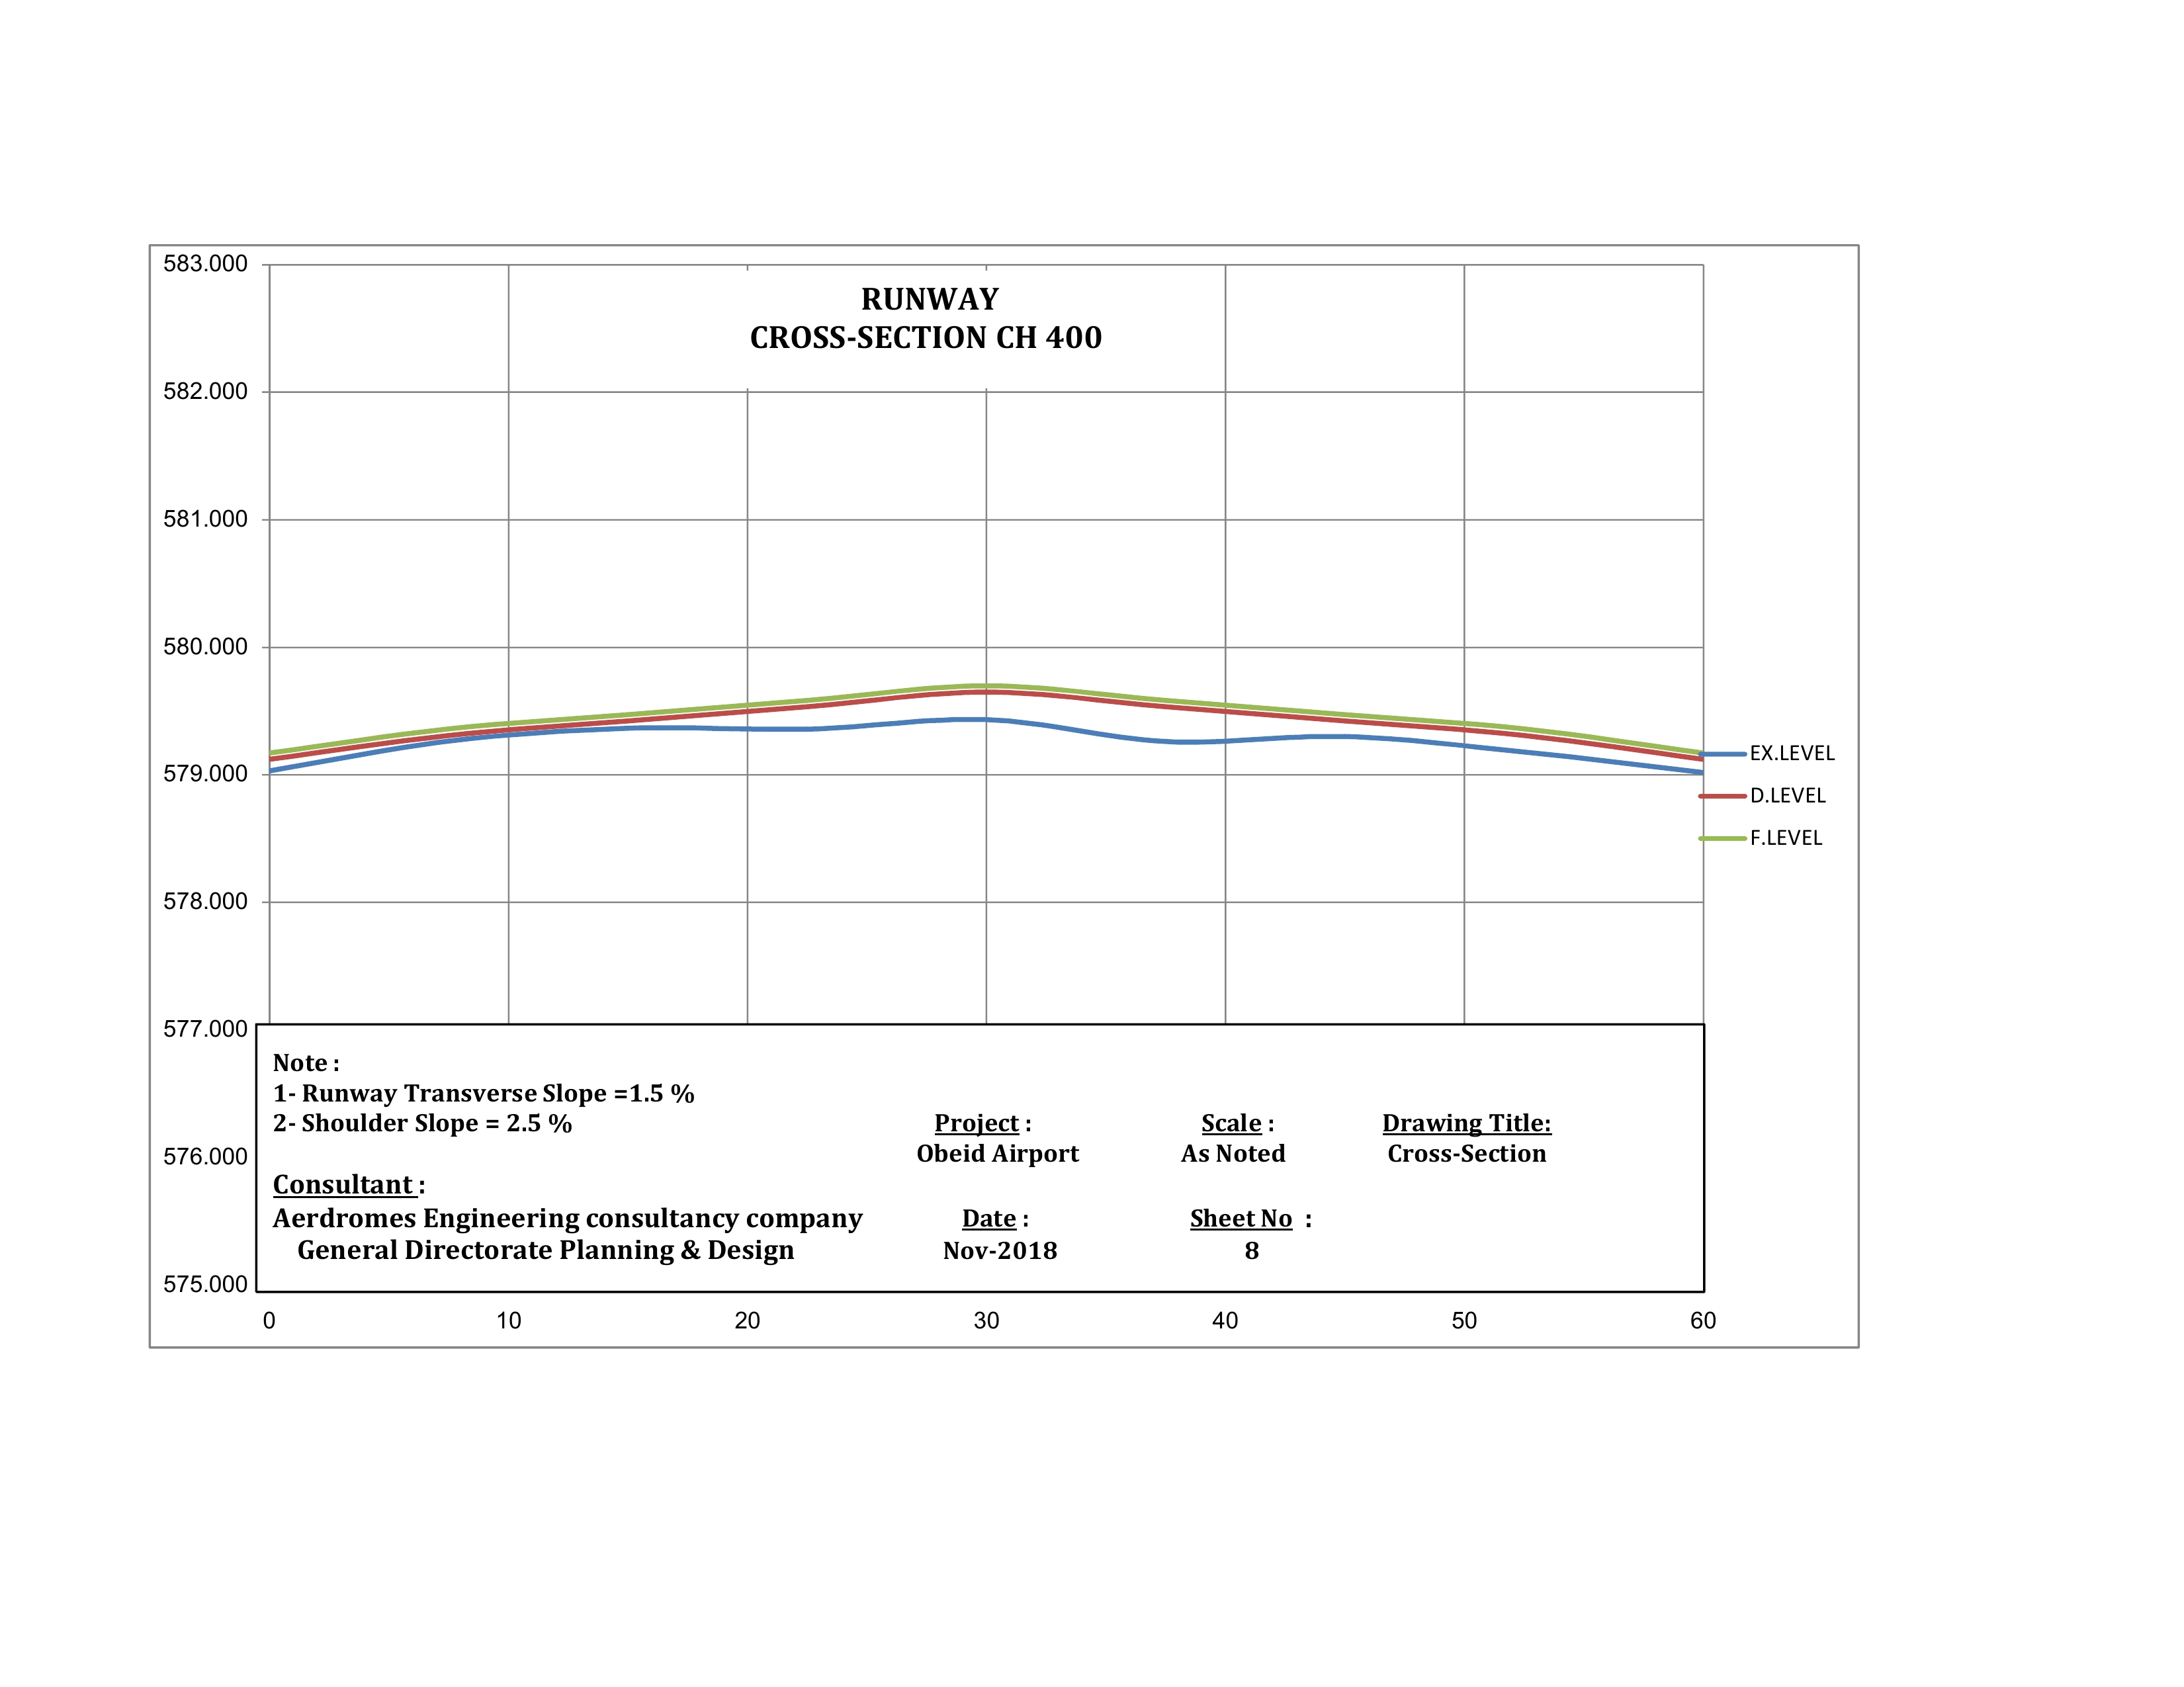 583.000
RUNWAY
CROSS-SECTION CH 400
582.000
581.000
580.000
579.000
EX.LEVEL
D.LEVEL
F.LEVEL
578.000
577.000
Note :
1- Runway Transverse Slope =1.5 %
2- Shoulder Slope = 2.5 %
Project : Scale : Drawing Title:
Obeid Airport As Noted Cross-Section
576.000
Consultant :
Aerdromes Engineering consultancy company
General Directorate Planning & Design
Date : Sheet No :
Nov-2018 8
575.000
0 10 20 30 40 50 60